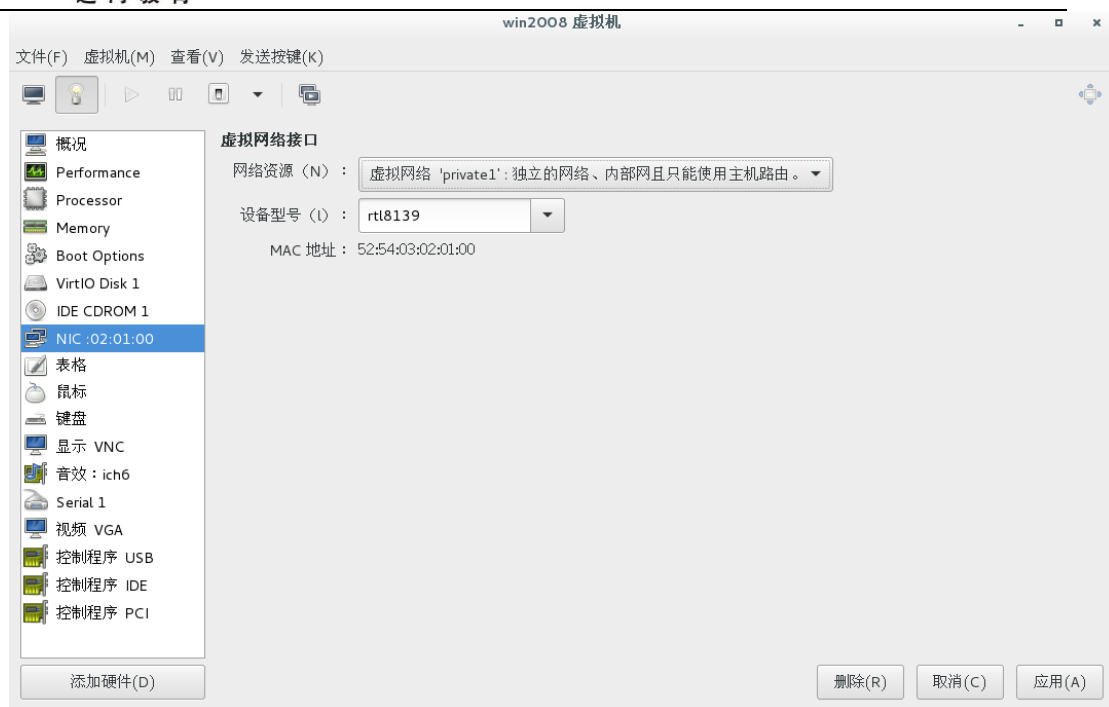 win2008 虚拟机
文件(F) 虚拟机(M) 查看(V) 发送按键(K)
概况
Performance
Processor
Memory
Boot Options
VirtIO Disk 1
IDE CDROM 1
NIC :02:01:00
表格
鼠标
键盘
显示 VNC
音效：ich6
Serial 1
视频 VGA
控制程序 USB
控制程序 IDE
控制程序 PCI
添加硬件(D)
虚拟网络接口
网络资源（N）： 虚拟网络 'private1'：独立的网络、内部网且只能使用主机路由。
设备型号（l）： rtl8139
MAC 地址： 52:54:03:02:01:00
删除(R) 取消(C) 应用(A)